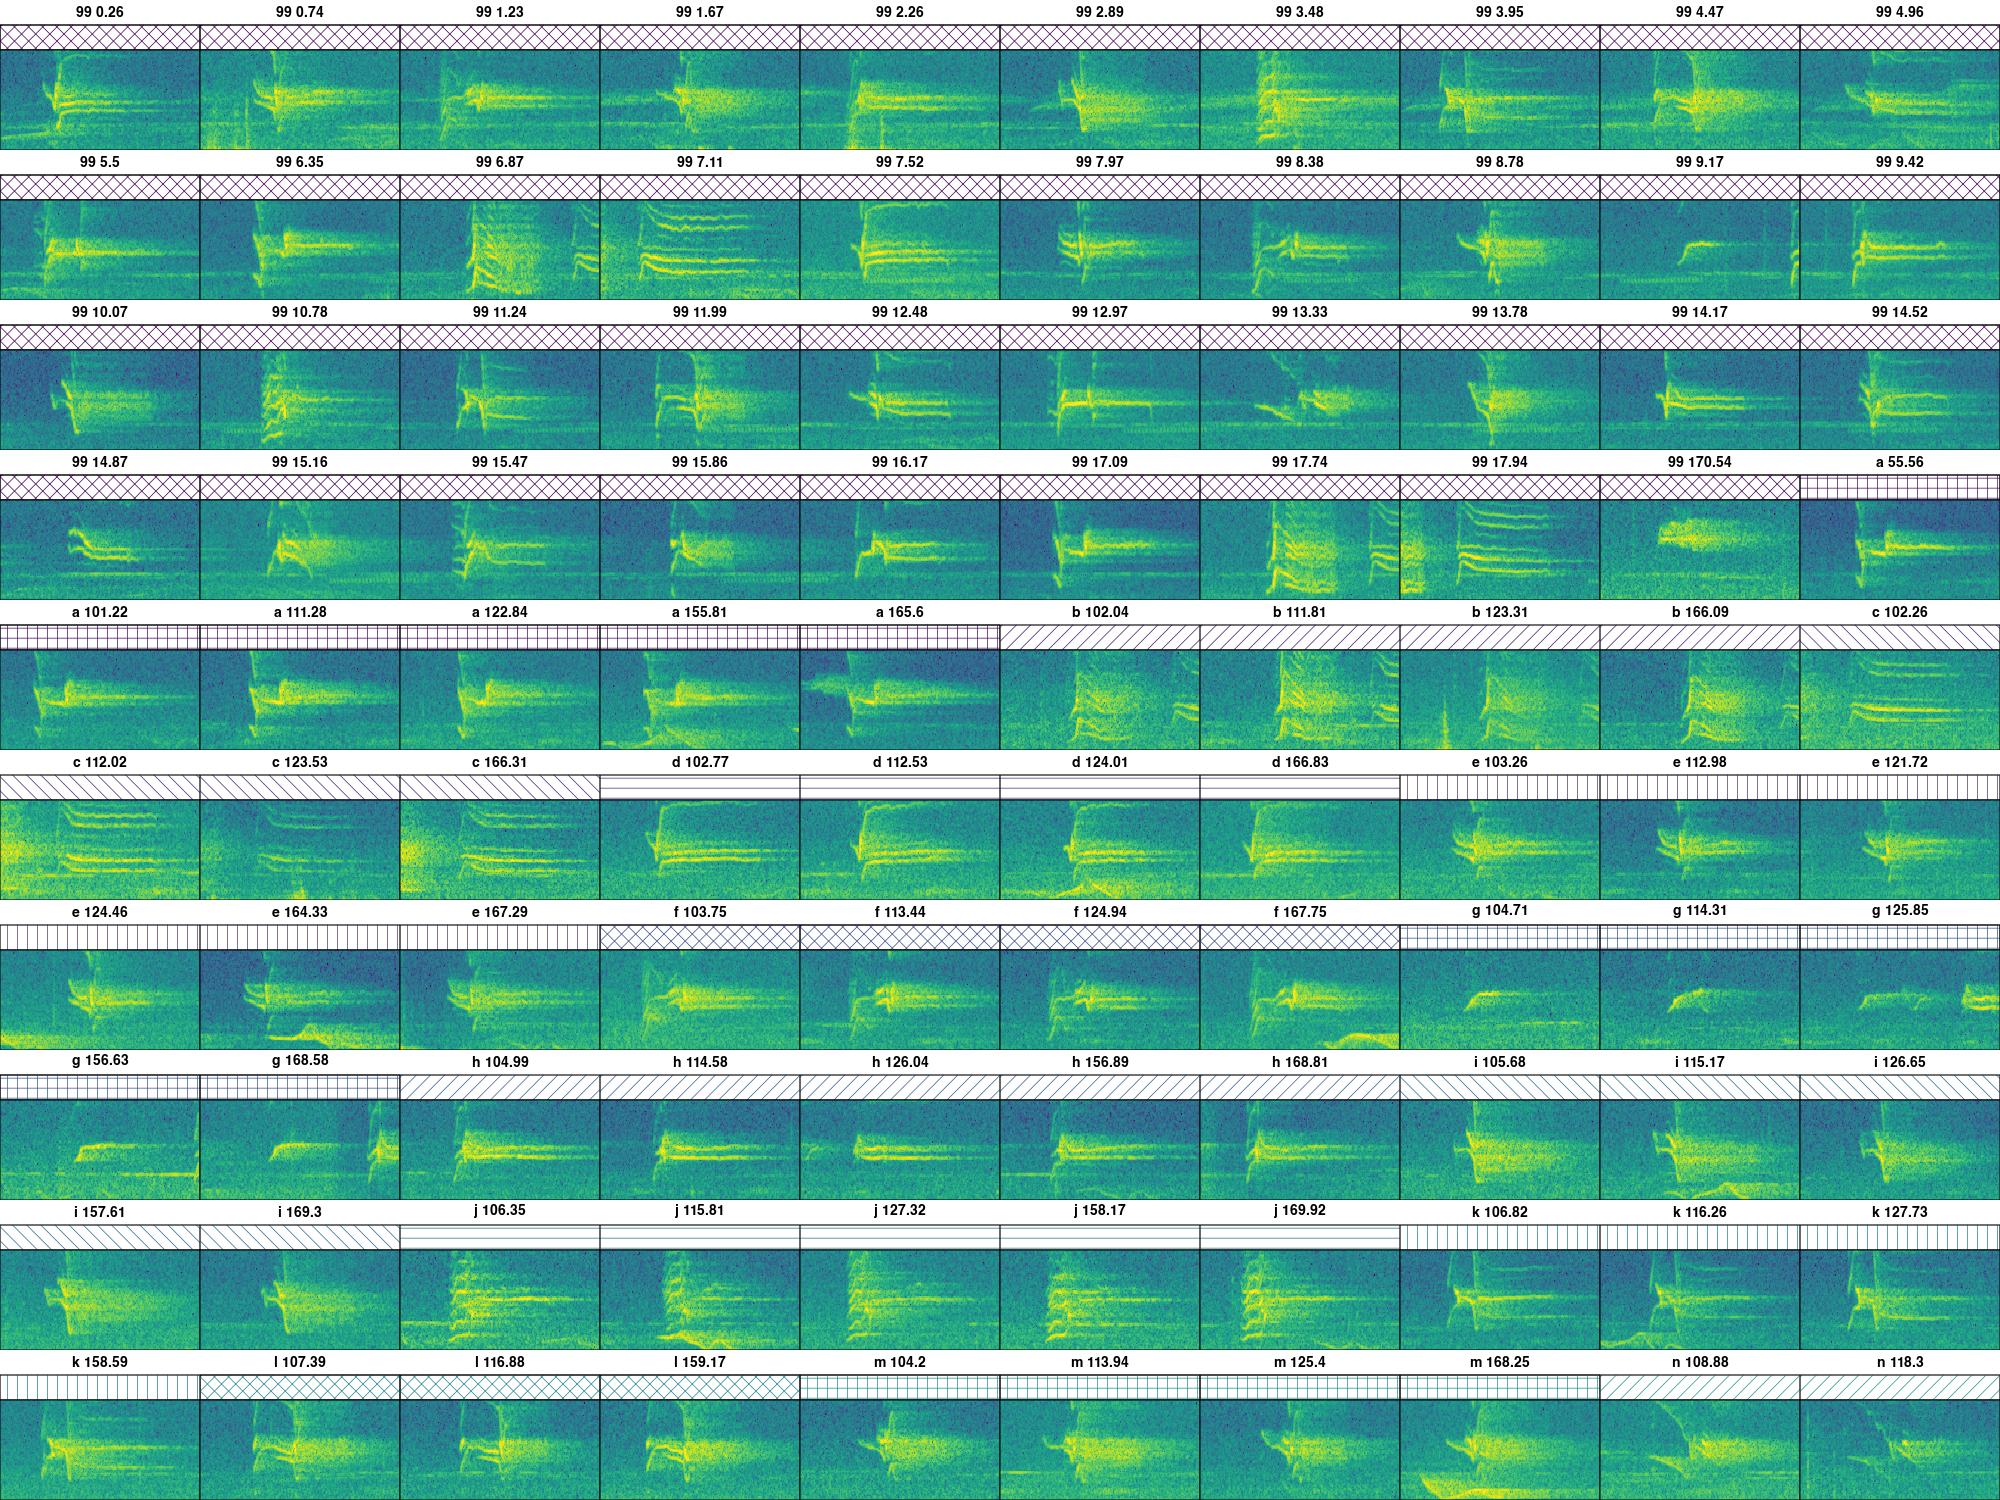 99 0.26 99 0.74 99 1.23 99 1.67 99 2.26 99 2.89 99 3.48 99 3.95 99 4.47 99 4.96
99 5.5 99 6.35 99 6.87 99 7.11 99 7.52 99 7.97 99 8.38 99 8.78 99 9.17 99 9.42
99 10.07 99 10.78 99 11.24 99 11.99 99 12.48 99 12.97 99 13.33 99 13.78 99 14.17 99 14.52
99 14.87 99 15.16 99 15.47 99 15.86 99 16.17 99 17.09 99 17.74 99 17.94 99 170.54 a 55.56
a 101.22 a 111.28 a 122.84 a 155.81 a 165.6 b 102.04 b 111.81 b 123.31 b 166.09 c 102.26
c 112.02 c 123.53 c 166.31 d 102.77 d 112.53 d 124.01 d 166.83 e 103.26 e 112.98 e 121.72
e 124.46 e 164.33 e 167.29 f 103.75 f 113.44 f 124.94 f 167.75 g 104.71 g 114.31 g 125.85
g 156.63 g 168.58 h 104.99 h 114.58 h 126.04 h 156.89 h 168.81 i 105.68 i 115.17 i 126.65
i 157.61 i 169.3 j 106.35 j 115.81 j 127.32 j 158.17 j 169.92 k 106.82 k 116.26 k 127.73
k 158.59 l 107.39 l 116.88 l 159.17 m 104.2 m 113.94 m 125.4 m 168.25 n 108.88 n 118.3